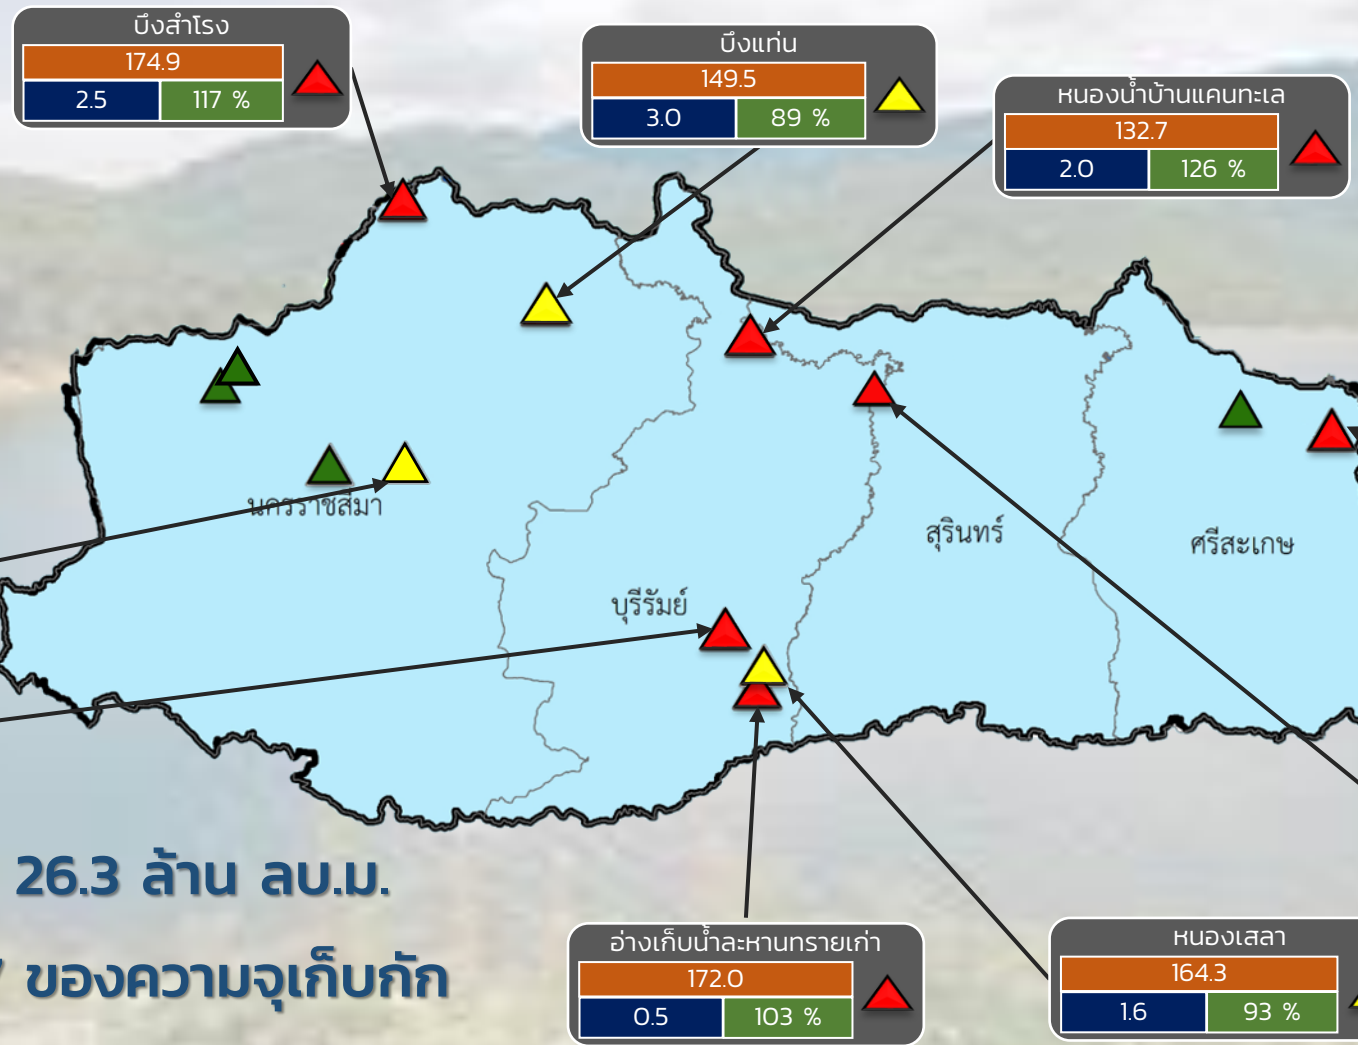 บึงสำโรง
174.9
2.5 117 %
บึงแท่น
149.5
3.0 89 %
หนองน้ำบ้านแคนทะเล
132.7
2.0 126 %
นครราชสีมา
สุรินทร์
ศรีสะเกษ
บุรีรัมย์
26.3 ล้าน ลบ.ม.
ของความจุเก็บกัก
อ่างเก็บน้ำละหานทรายเก่า
172.0
0.5 103 %
หนองเสลา
164.3
1.6 93 %